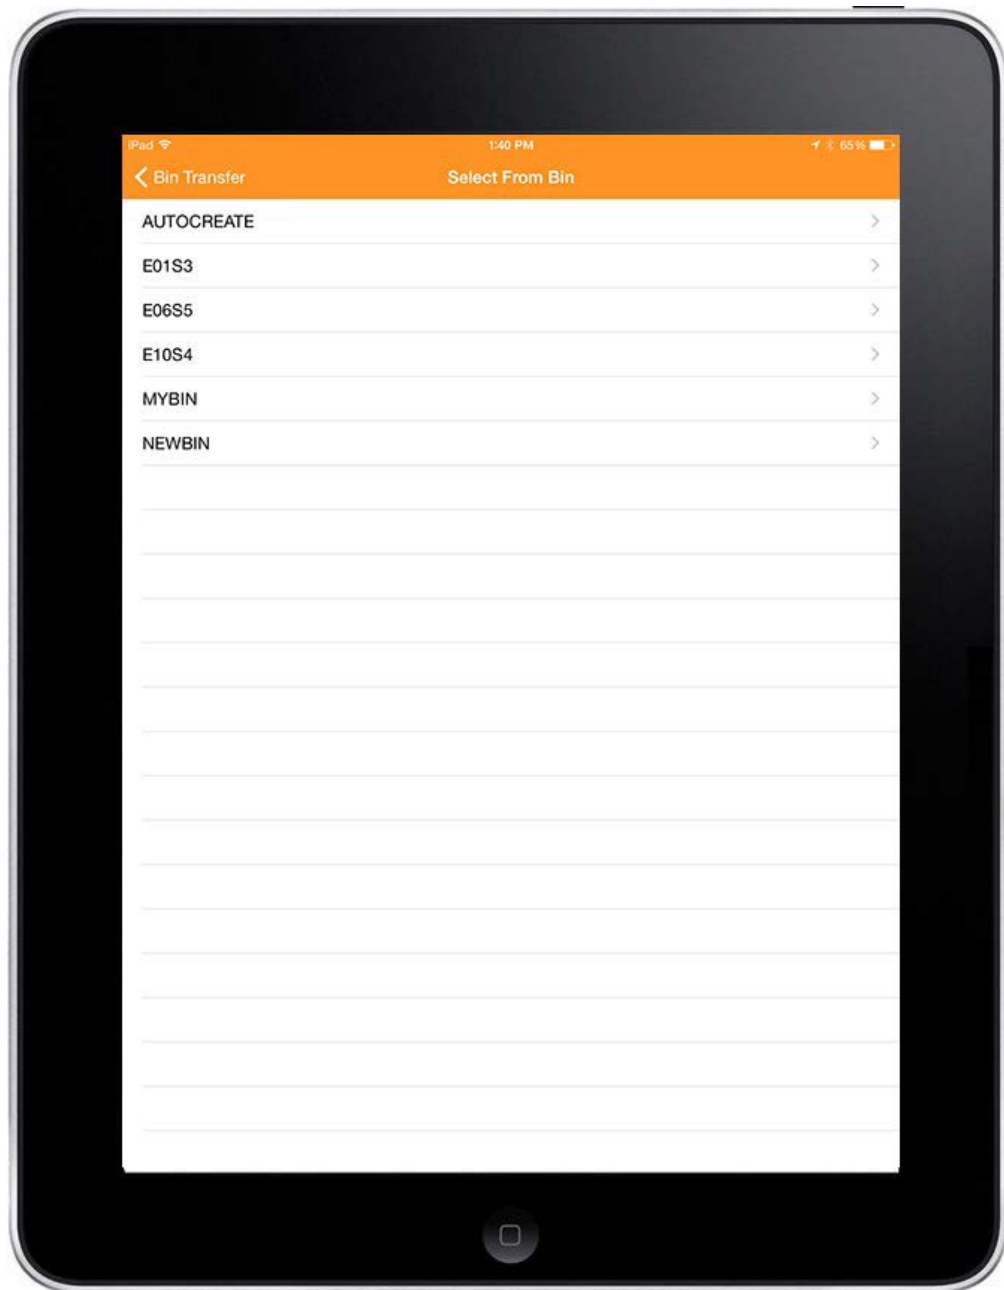 iPad 1:40 PM 65%
Bin Transfer Select From Bin
AUTOCREATE
E01S3
E06S5
E10S4
MYBIN
NEWBIN